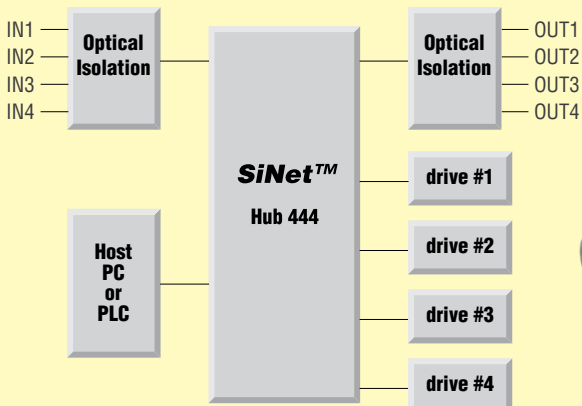 IN1
IN2
IN3
IN4
Optical
Isolation
Optical
Isolation
OUT1
OUT2
OUT3
OUT4
SiNet™
Hub 444
Host
PC
or
PLC
drive #1
drive #2
drive #3
drive #4